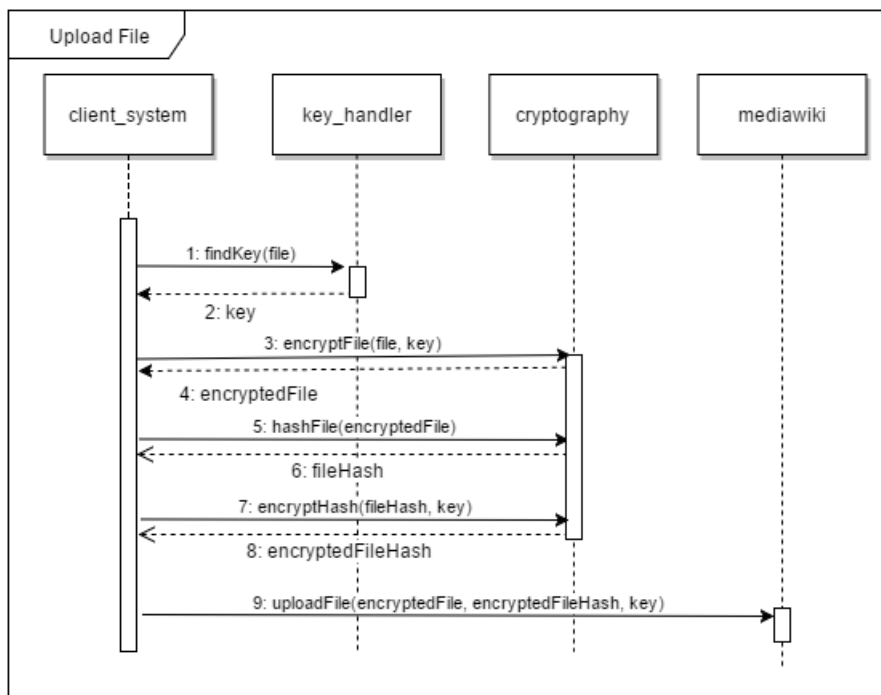 Upload File
client_system
key_handler
cryptography
mediawiki
1: findKey(file)
2: key
3: encryptFile(file, key)
4: encryptedFile
5: hashFile(encryptedFile)
6: fileHash
7: encryptHash(fileHash, key)
8: encryptedFileHash
9: uploadFile(encryptedFile, encryptedFileHash, key)